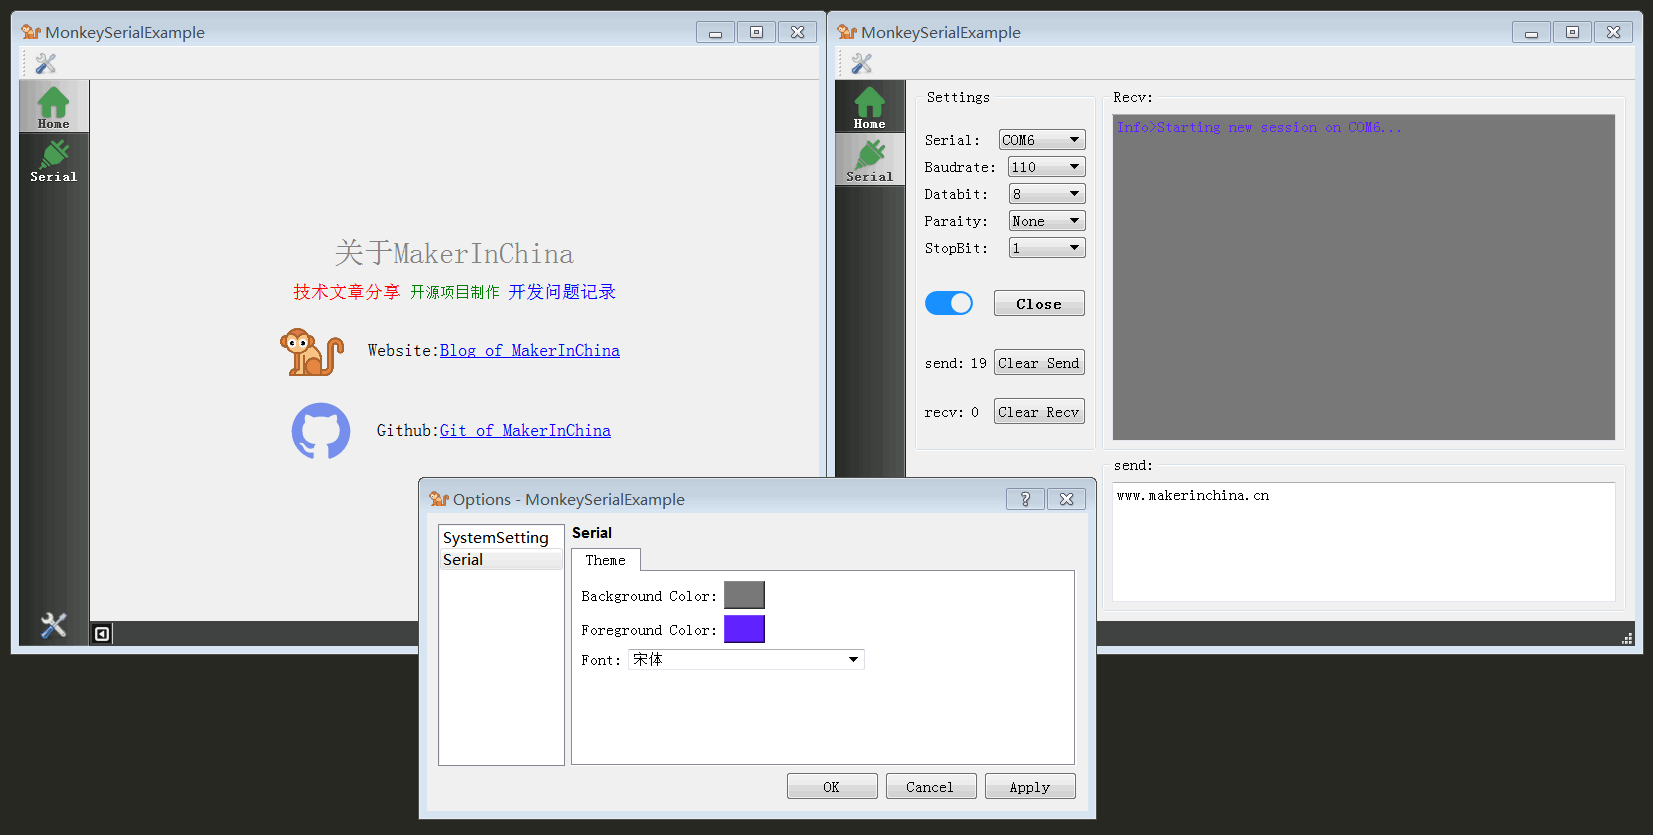 MonkeySerialExample
Home
Serial
关于MakerInChina
技术文章分享 开源项目制作 开发问题记录
Website:Blog of MakerInChina
Github:Git of MakerInChina
MonkeySerialExample
Home
Serial
Settings
Serial: COM6
Baudrate: 110
Databit: 8
Paraity: None
StopBit: 1
Close
send: 19 Clear Send
recv: 0 Clear Recv
Recv:
Info>Starting new session on COM6...
send:
www.makerinchina.cn
Options - MonkeySerialExample
?
SystemSetting
Serial
Serial
Theme
Background Color:
Foreground Color:
Font: 宋体
OK Cancel Apply